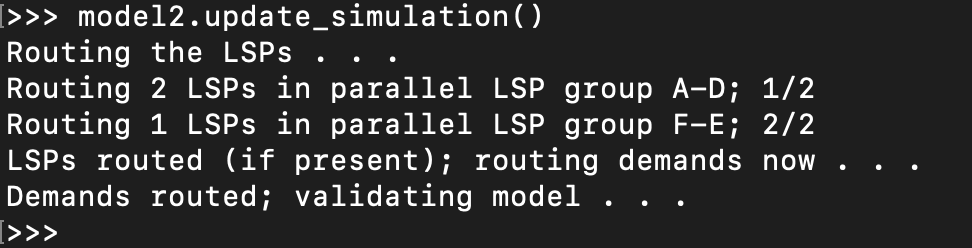 >>> model2.update_simulation()
Routing the LSPs . . .
Routing 2 LSPs in parallel LSP group A-D; 1/2
Routing 1 LSPs in parallel LSP group F-E; 2/2
LSPs routed (if present); routing demands now . . .
Demands routed; validating model . . .
>>>